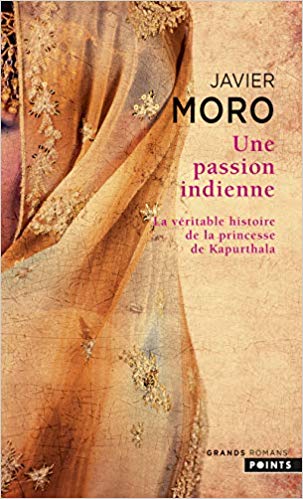 JAVIER
MORO
Une
passion
indienne
La véritable histoire
de la princesse
de Kapurthala
GRANDS ROMANS
POINTS